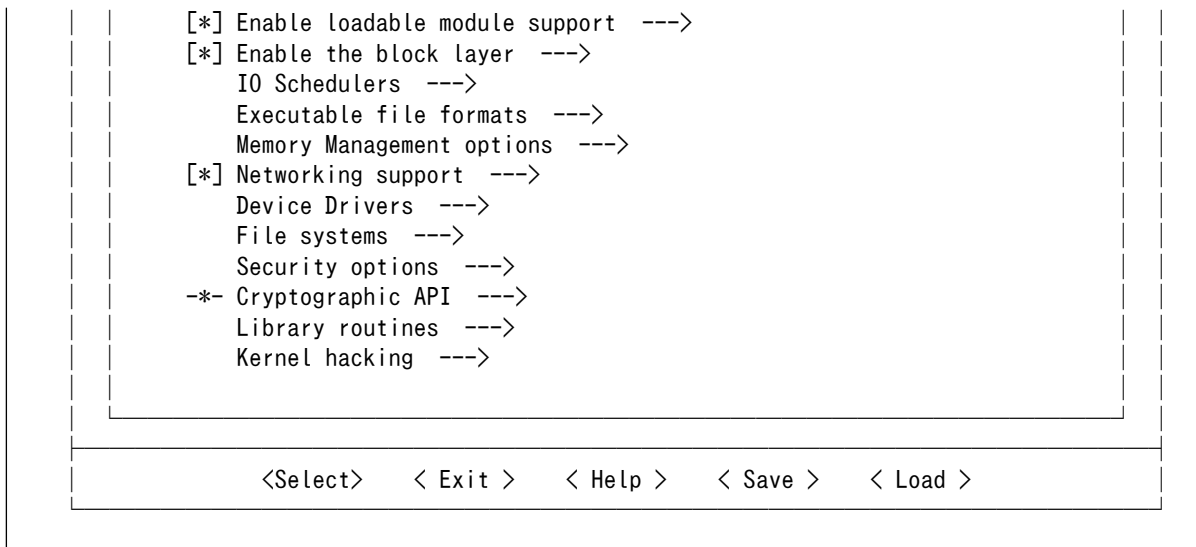 [*] Enable loadable module support  --->
[*] Enable the block layer  --->
    IO Schedulers  --->
    Executable file formats  --->
    Memory Management options  --->
[*] Networking support  --->
    Device Drivers  --->
    File systems  --->
    Security options  --->
-*- Cryptographic API  --->
    Library routines  --->
    Kernel hacking  --->
<Select>    < Exit >    < Help >    < Save >    < Load >